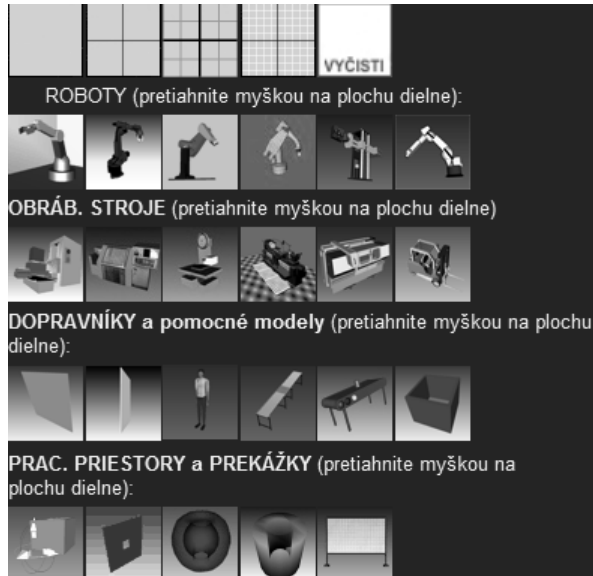 VYČISTI
ROBOTY (pretiahnite myškou na plochu dielne):
OBRÁB. STROJE (pretiahnite myškou na plochu dielne)
DOPRAVNÍKY a pomocné modely (pretiahnite myškou na plochu
dielne):
PRAC. PRIESTORY a PREKÁŽKY (pretiahnite myškou na
plochu dielne):